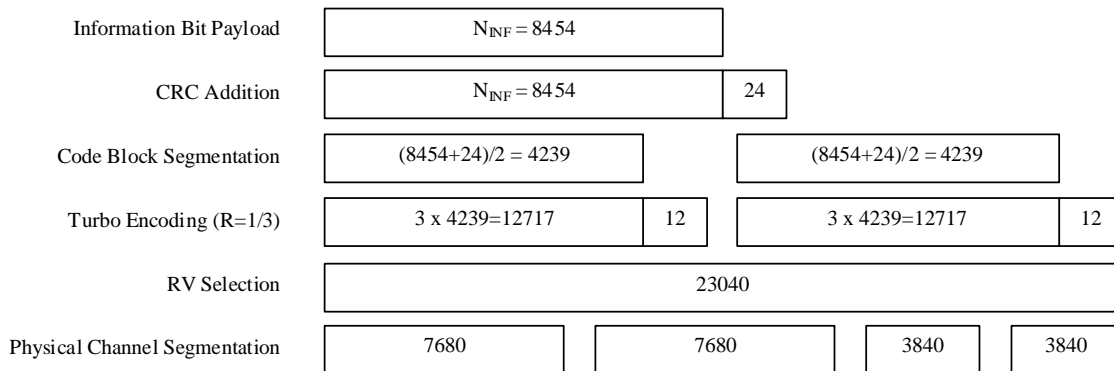 Information Bit Payload
N_INF = 8454
CRC Addition
N_INF = 8454
24
Code Block Segmentation
(8454+24)/2 = 4239
(8454+24)/2 = 4239
Turbo Encoding (R=1/3)
3 x 4239=12717
12
3 x 4239=12717
12
RV Selection
23040
Physical Channel Segmentation
7680
7680
3840
3840